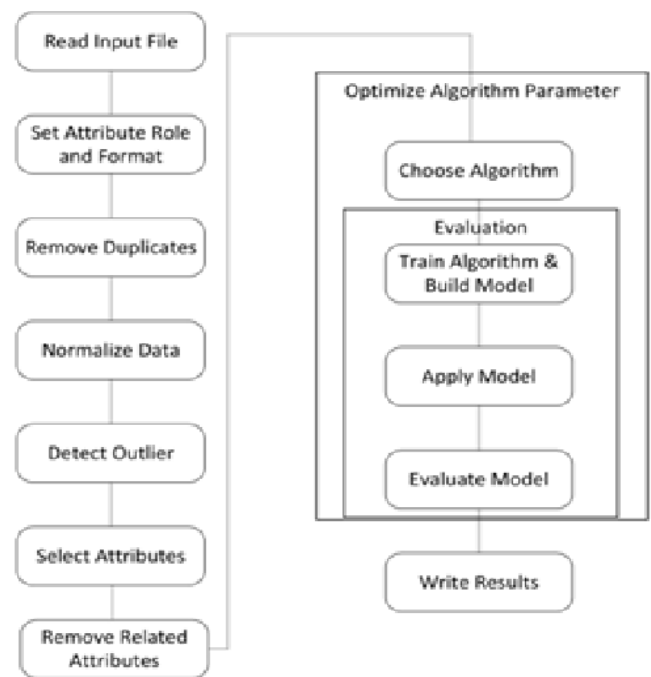 Read Input File
Set Attribute Role
and Format
Remove Duplicates
Normalize Data
Detect Outlier
Select Attributes
Remove Related
Attributes
Optimize Algorithm Parameter
Choose Algorithm
Evaluation
Train Algorithm &
Build Model
Apply Model
Evaluate Model
Write Results